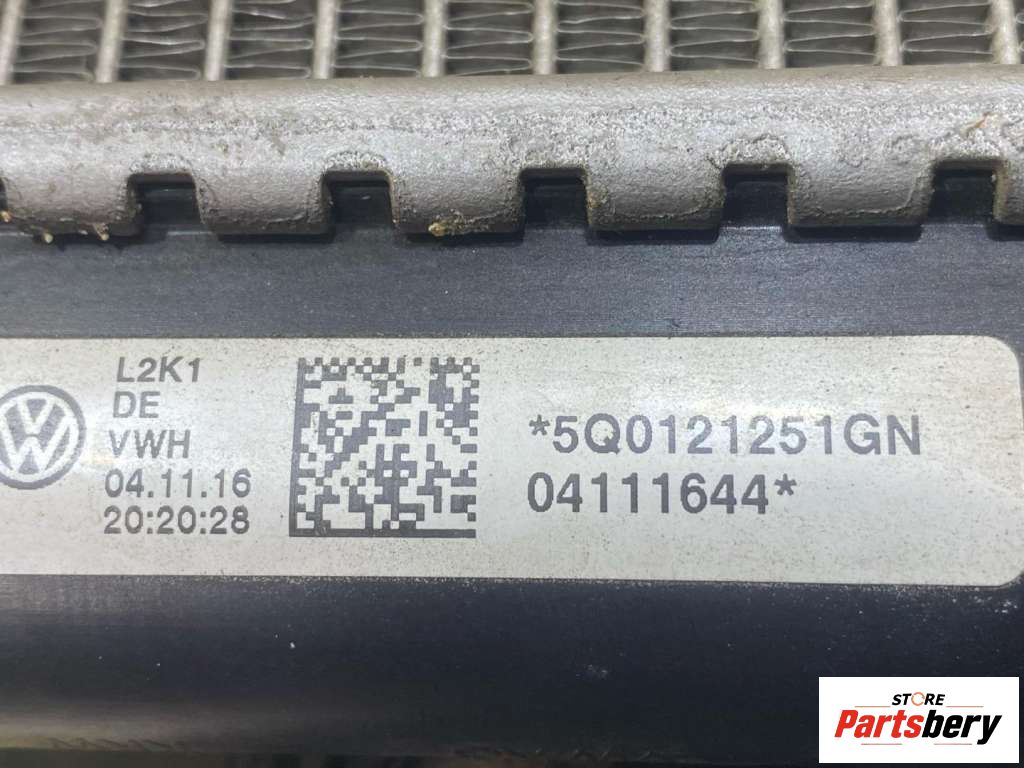 L2K1
DE
VWH
04.11.16
20:20:28
*5Q0121251GN
04111644*
STORE
Partsbery